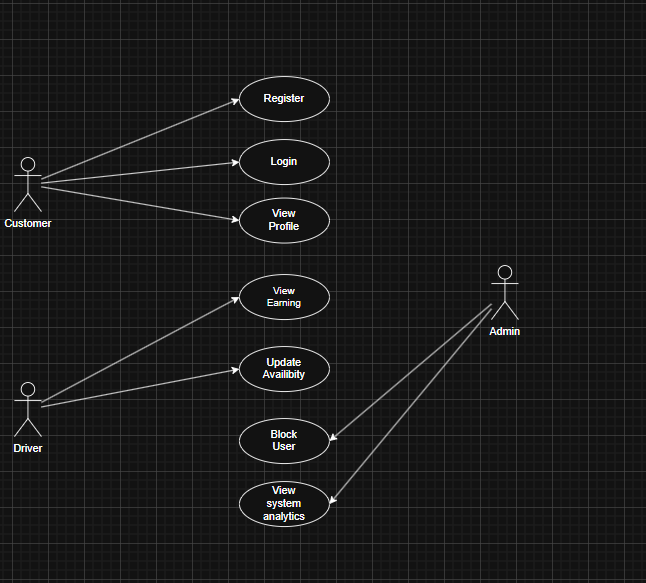 Register
Login
Customer
View
Profile
View
Earning
Admin
Update
Availibity
Driver
Block
User
View
system
analytics